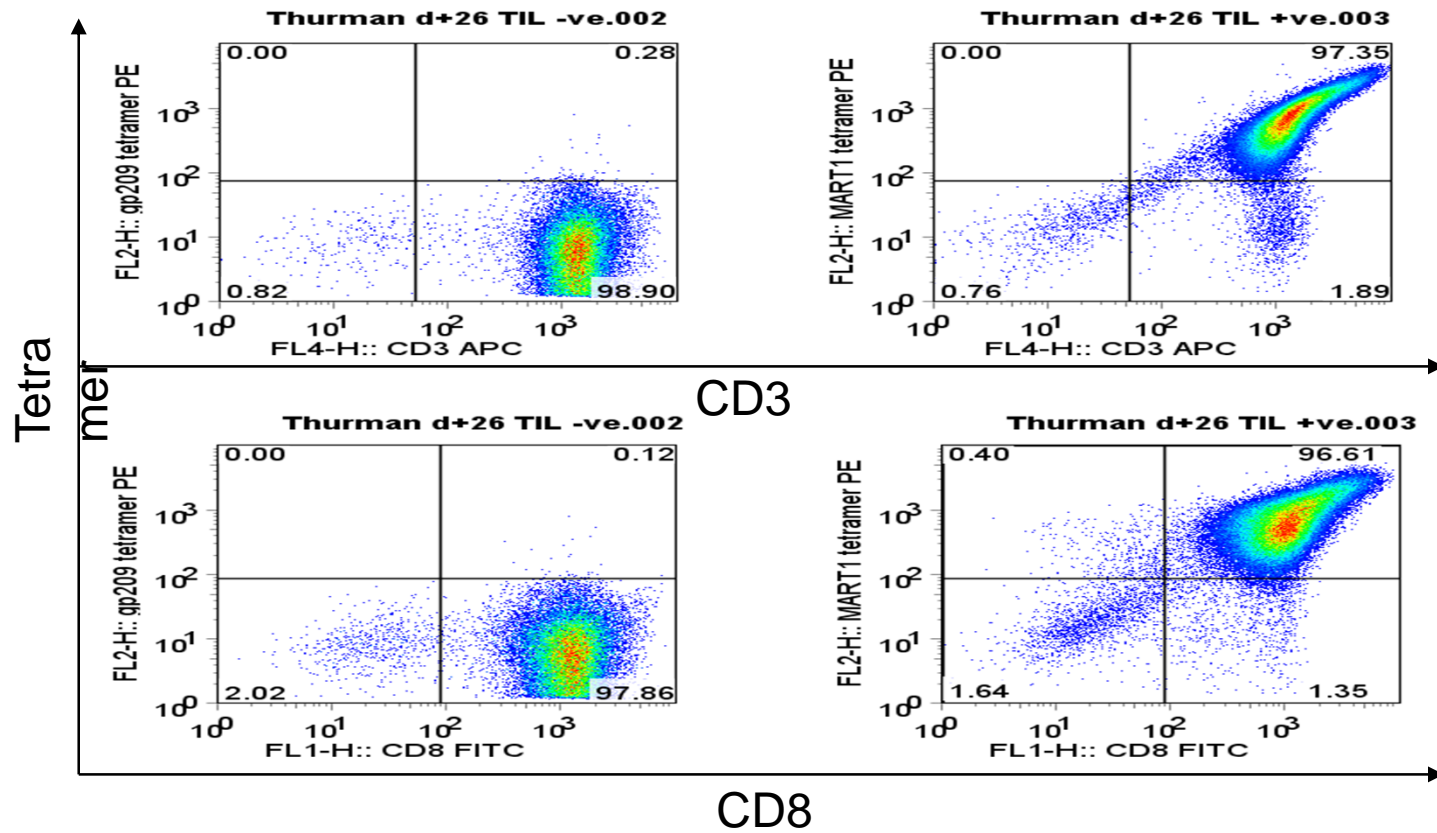 Thurman d+26 TIL -ve.002
0.00 0.28
FL2-H:: gp209 tetramer PE
10³
10²
10¹
10⁰
0.82 98.90
10⁰ 10¹ 10² 10³
FL4-H:: CD3 APC
Thurman d+26 TIL +ve.003
0.00 97.35
FL2-H:: MART1 tetramer PE
10³
10²
10¹
10⁰
0.76 1.89
10⁰ 10¹ 10² 10³
FL4-H:: CD3 APC
Tetra
mer
CD3
Thurman d+26 TIL -ve.002
0.00 0.12
FL2-H:: gp209 tetramer PE
10³
10²
10¹
10⁰
2.02 97.86
10⁰ 10¹ 10² 10³
FL1-H:: CD8 FITC
Thurman d+26 TIL +ve.003
0.40 96.61
FL2-H:: MART1 tetramer PE
10³
10²
10¹
10⁰
1.64 1.35
10⁰ 10¹ 10² 10³
FL1-H:: CD8 FITC
CD8